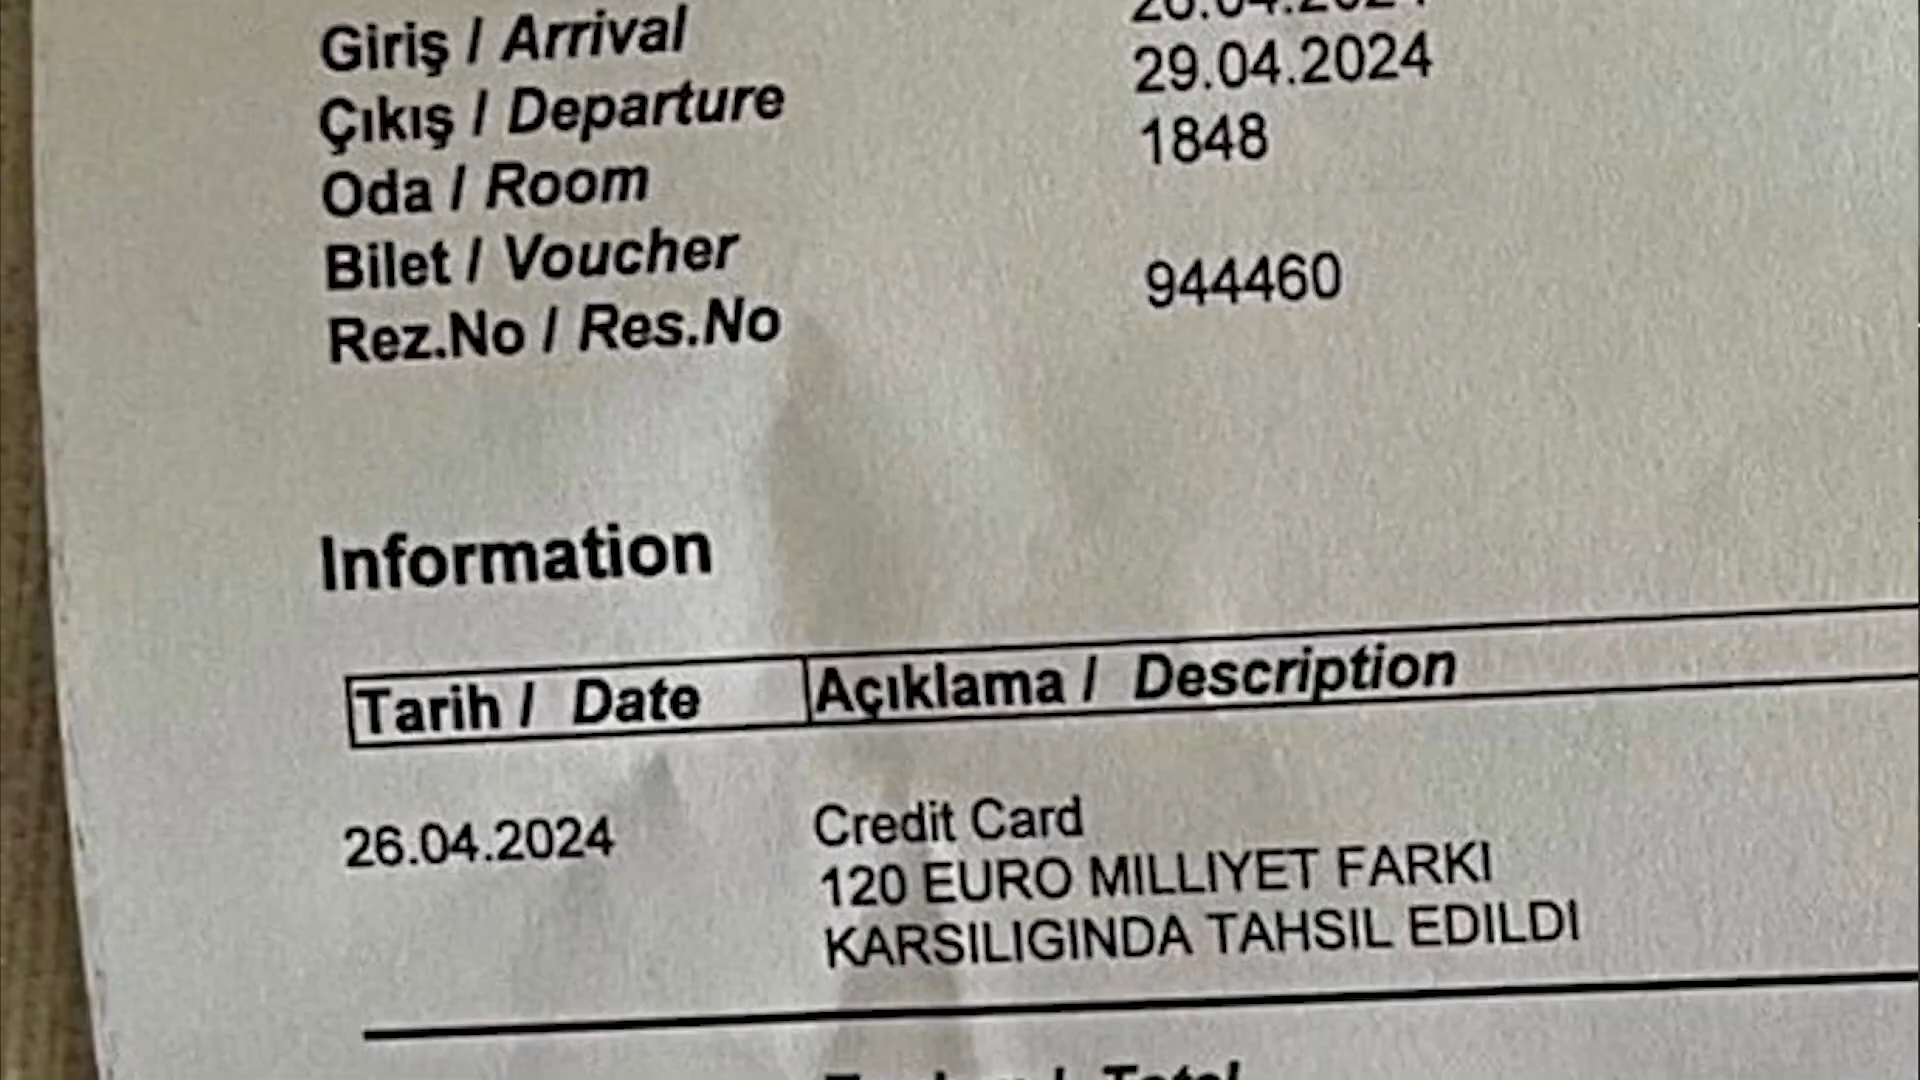 Giriş / Arrival
29.04.2024
Çıkış / Departure
1848
Oda / Room
Bilet / Voucher
944460
Rez.No / Res.No
Information
Tarih / Date Açıklama / Description
26.04.2024 Credit Card
120 EURO MILLIYET FARKI
KARSILIGINDA TAHSIL EDILDI
/ Total